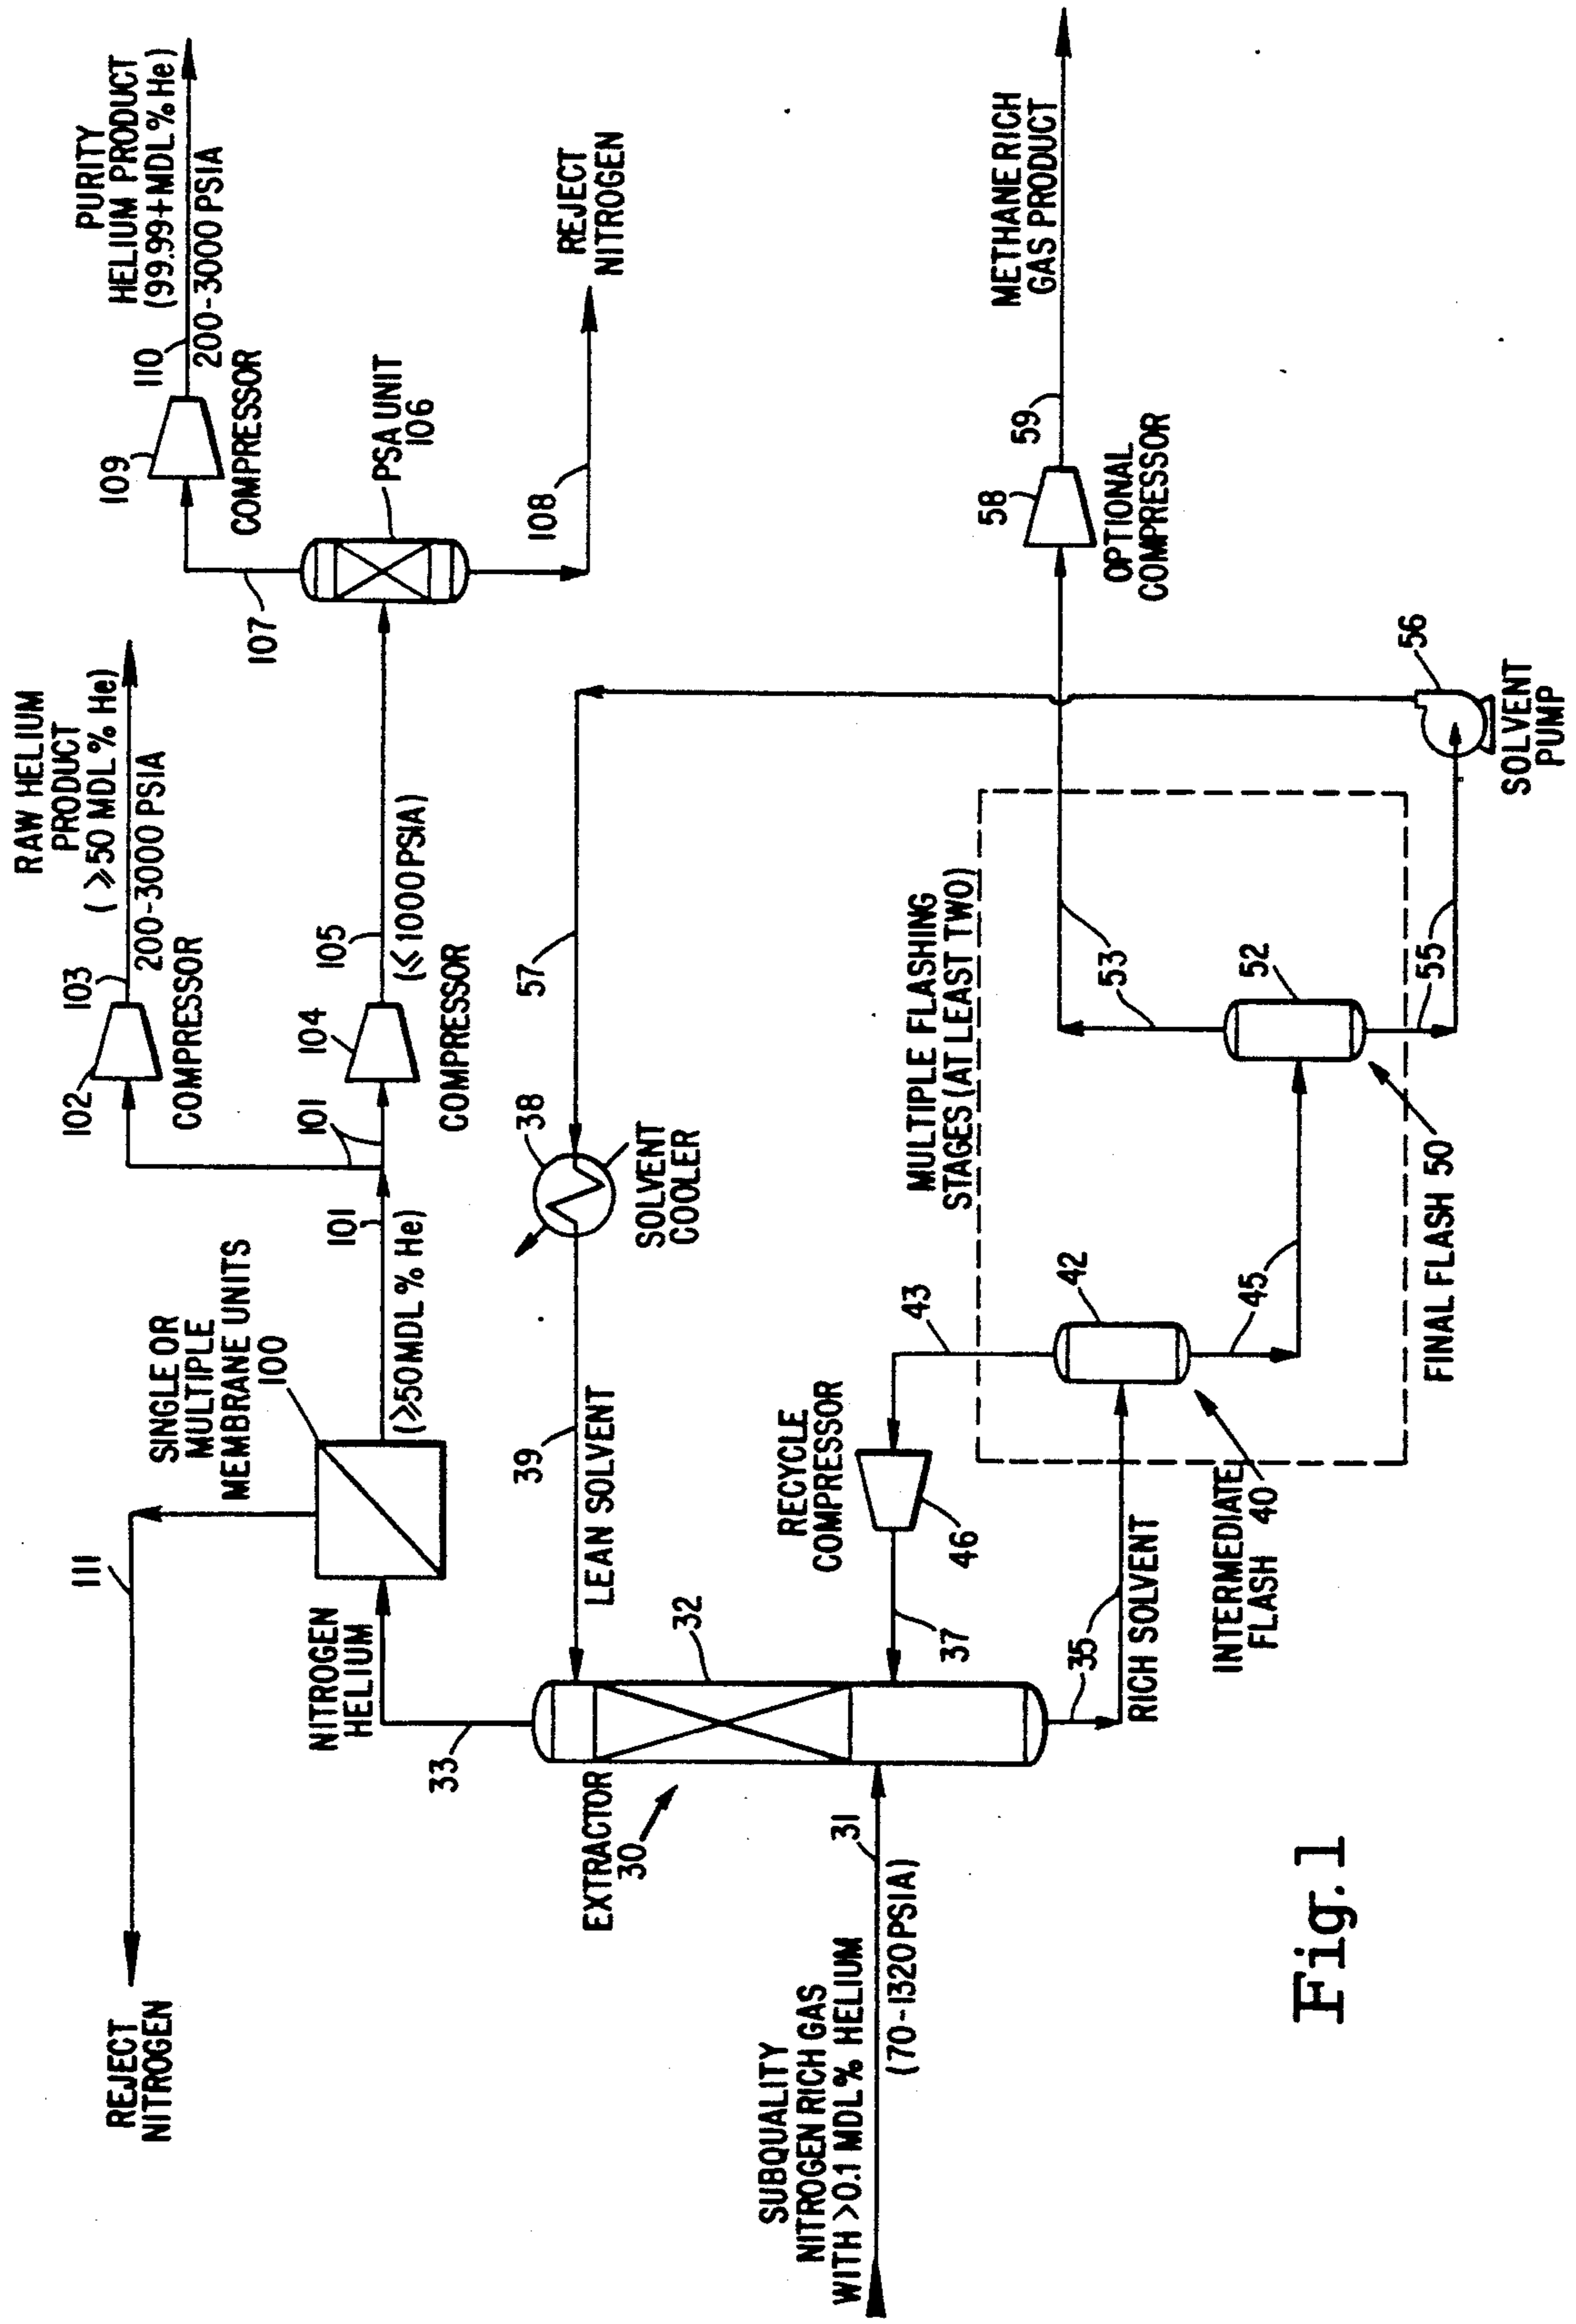 REJECT
NITROGEN
111
SINGLE OR
MULTIPLE
MEMBRANE UNITS
100
NITROGEN
HELIUM
33
101
(⩾50 MDL % He)
101
102
COMPRESSOR
103
RAW HELIUM
PRODUCT
(⩾50 MDL % He)
200-3000 PSIA
104
COMPRESSOR
105
(⩽1000 PSIA)
107
PSA UNIT
106
109
COMPRESSOR
110
PURITY
HELIUM PRODUCT
(99.99+MDL % He)
200-3000 PSIA
108
REJECT
NITROGEN
EXTRACTOR
30
32
39
LEAN SOLVENT
38
SOLVENT
COOLER
57
SUBQUALITY
NITROGEN RICH GAS
WITH >0.1 MDL % HELIUM
31
(70-1320 PSIA)
37
RECYCLE
COMPRESSOR
46
43
35
RICH SOLVENT
INTERMEDIATE
FLASH 40
42
45
MULTIPLE FLASHING
STAGES (AT LEAST TWO)
53
52
55
FINAL FLASH 50
56
SOLVENT
PUMP
58
OPTIONAL
COMPRESSOR
59
METHANE RICH
GAS PRODUCT
Fig.1